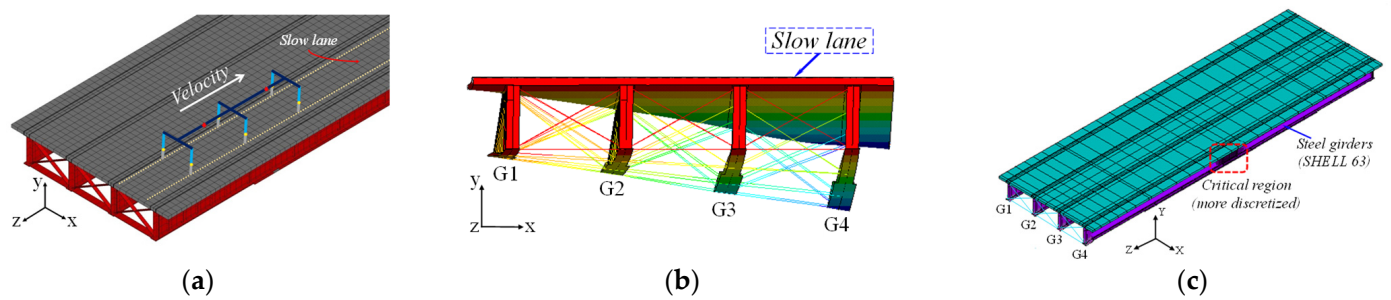 Slow lane
Velocity
y
z
x
(a)
Slow lane
G1
G2
G3
G4
y
z
x
(b)
Steel girders
(SHELL 63)
Critical region
(more discretized)
G1
G2
G3
G4
Y
Z
X
(c)